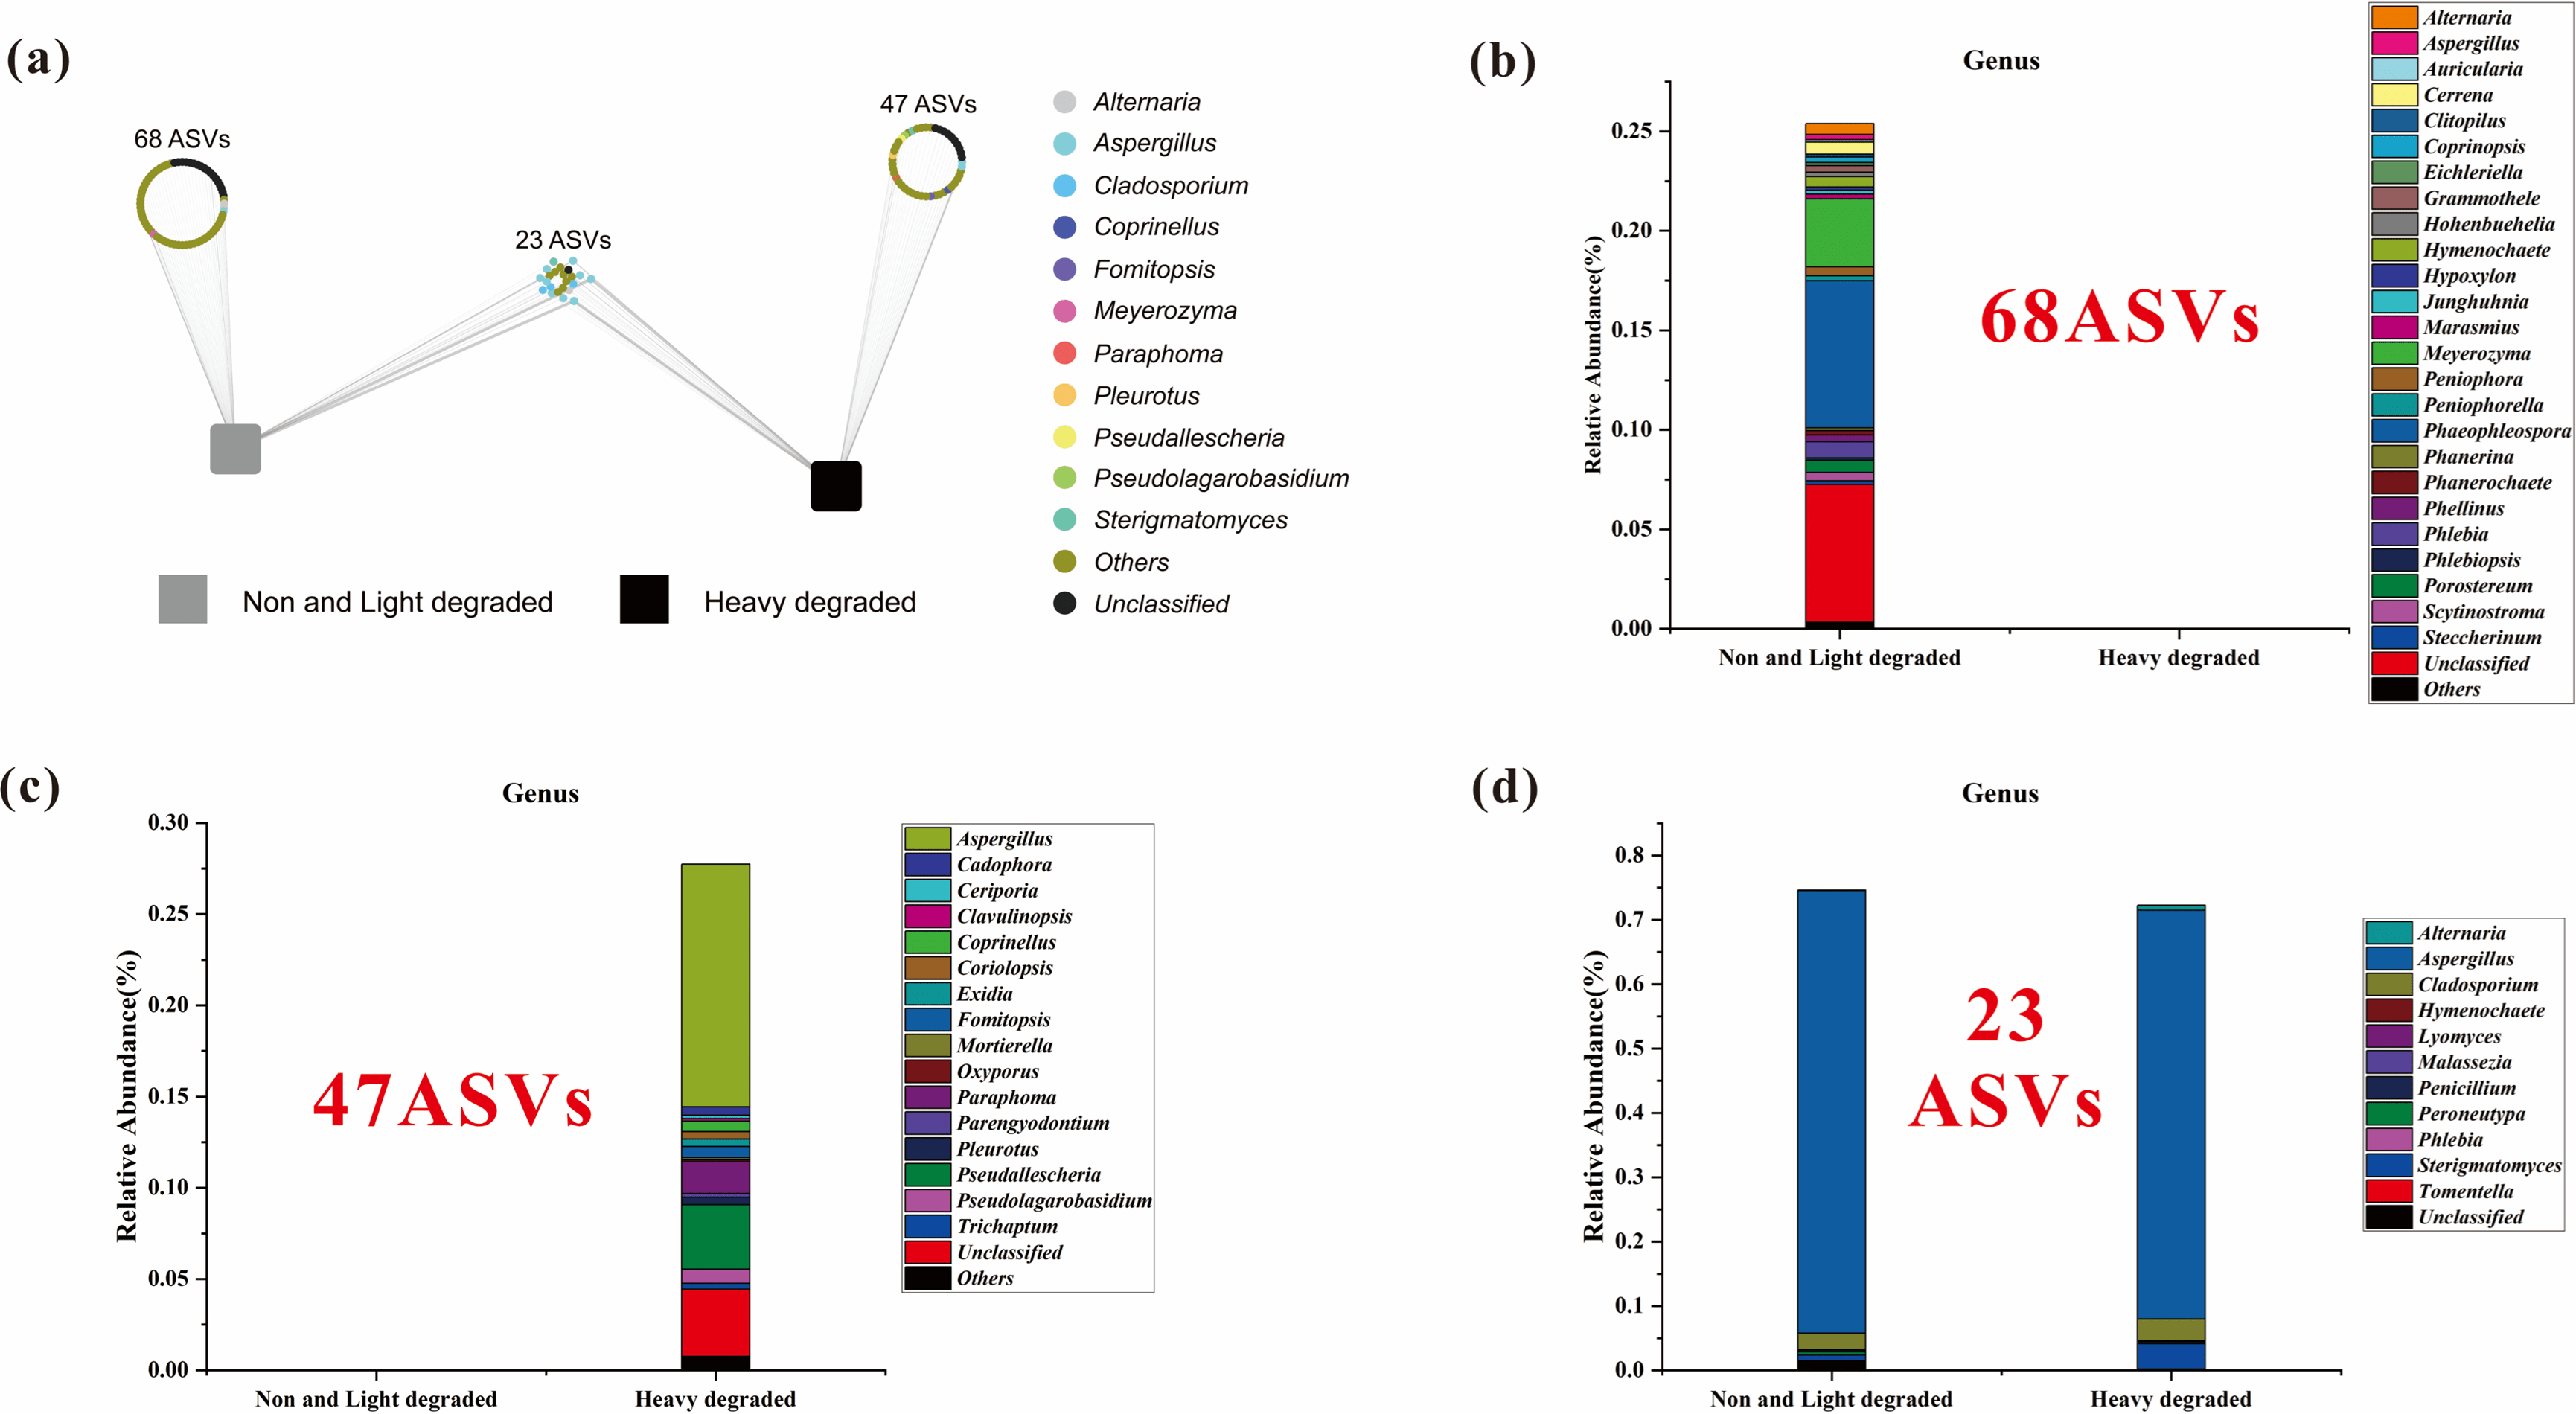 (a)
68 ASVs
23 ASVs
47 ASVs
Alternaria
Aspergillus
Cladosporium
Coprinellus
Fomitopsis
Meyerozyma
Paraphoma
Pleurotus
Pseudallescheria
Pseudolagarobasidium
Sterigmatomyces
Others
Unclassified
Non and Light degraded
Heavy degraded
(b)
Genus
Relative Abundance(%)
0.25
0.20
0.15
0.10
0.05
0.00
68ASVs
Non and Light degraded
Heavy degraded
Alternaria
Aspergillus
Auricularia
Cerrena
Clitopilus
Coprinopsis
Eichleriella
Grammothele
Hohenbuehelia
Hymenochaete
Hypoxylon
Junghuhnia
Marasmius
Meyerozyma
Peniophora
Peniophorella
Phaeophleospora
Phanerina
Phanerochaete
Phellinus
Phlebia
Phlebiopsis
Porostereum
Scytinostroma
Steccherinum
Unclassified
Others
(c)
Genus
Relative Abundance(%)
0.30
0.25
0.20
0.15
0.10
0.05
0.00
47ASVs
Non and Light degraded
Heavy degraded
Aspergillus
Cadophora
Ceriporia
Clavulinopsis
Coprinellus
Coriolopsis
Exidia
Fomitopsis
Mortierella
Oxyporus
Paraphoma
Parengyodontium
Pleurotus
Pseudallescheria
Pseudolagarobasidium
Trichaptum
Unclassified
Others
(d)
Genus
Relative Abundance(%)
0.8
0.7
0.6
0.5
0.4
0.3
0.2
0.1
0.0
23
ASVs
Non and Light degraded
Heavy degraded
Alternaria
Aspergillus
Cladosporium
Hymenochaete
Lyomyces
Malassezia
Penicillium
Peroneutypa
Phlebia
Sterigmatomyces
Tomentella
Unclassified